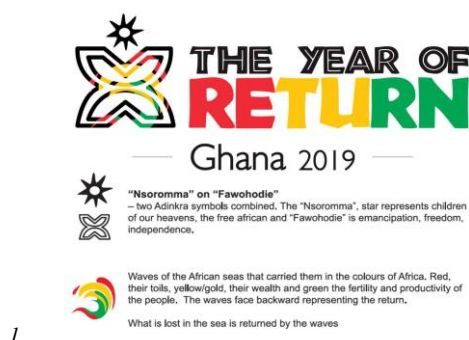 THE YEAR OF
RETURN
Ghana 2019
"Nsoromma" on "Fawohodie"
– two Adinkra symbols combined. The "Nsoromma", star represents children
of our heavens, the free african and "Fawohodie" is emancipation, freedom,
independence.
Waves of the African seas that carried them in the colours of Africa. Red,
their toils, yellow/gold, their wealth and green the fertility and productivity of
the people. The waves face backward representing the return.
What is lost in the sea is returned by the waves
1